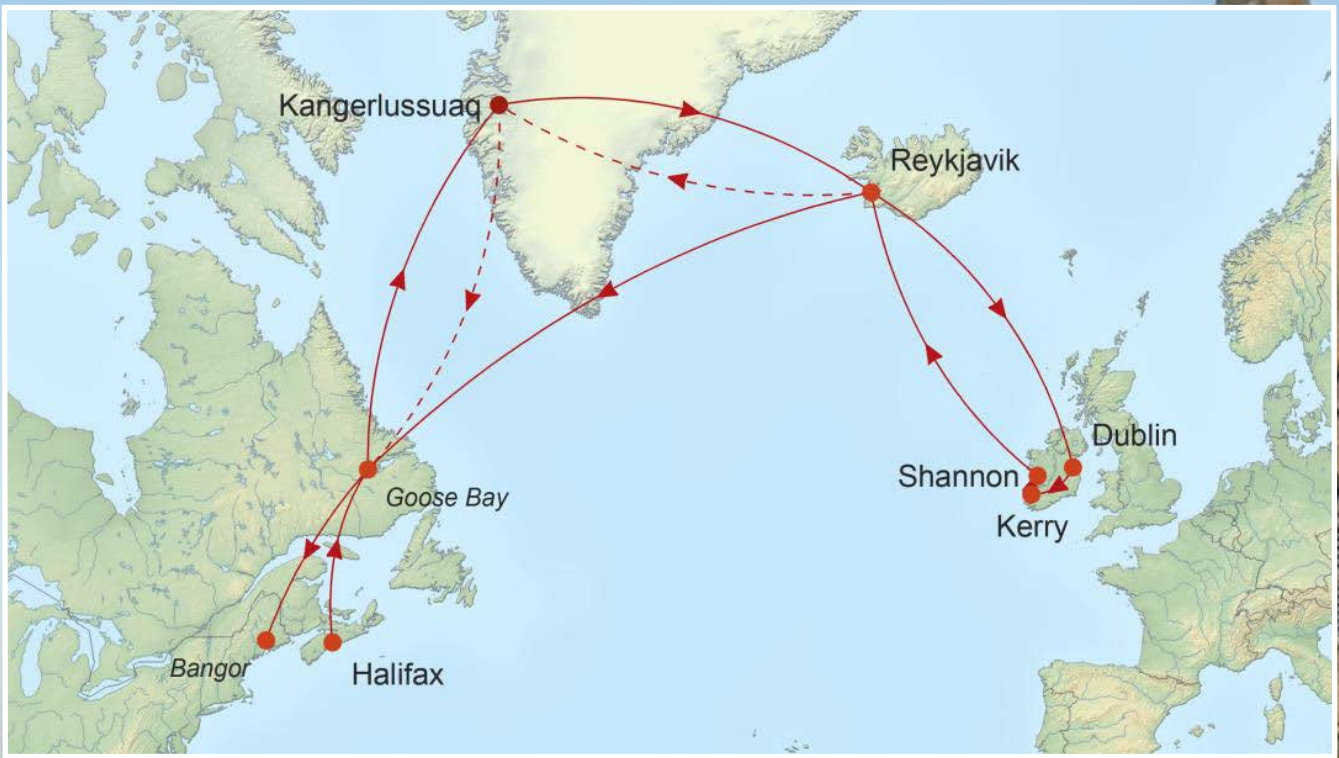 Kangerlussuaq
Reykjavik
Dublin
Shannon
Kerry
Goose Bay
Bangor
Halifax